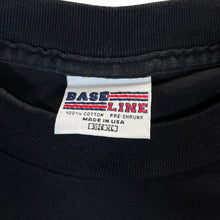 BASE
LINE
100% COTTON PRE-SHRUNK
MADE IN USA